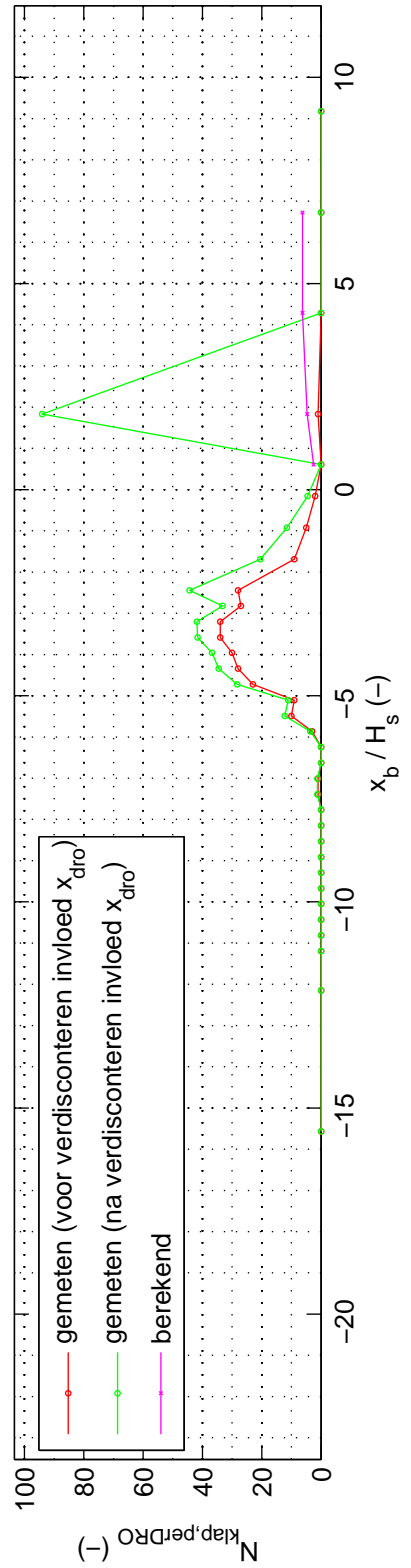 100
80
60
40
20
0
N_klap,perDRO (−)
gemeten (voor verdisconteren invloed x_dro)
gemeten (na verdisconteren invloed x_dro)
berekend
−20
−15
−10
−5
0
5
10
x_b / H_s (−)